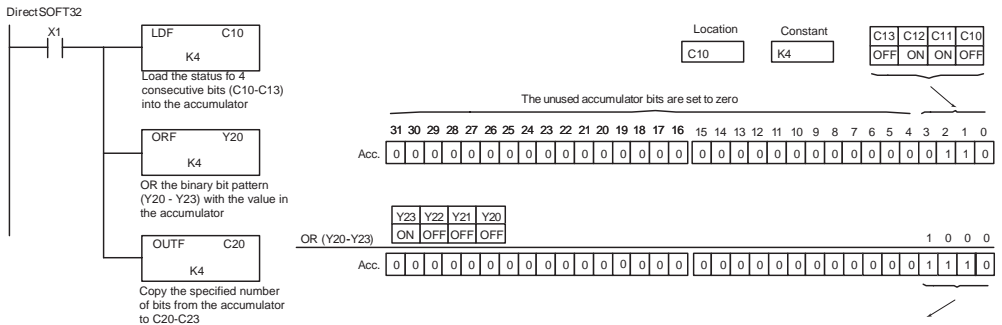 DirectSOFT32
X1
LDF C10
K4
Load the status fo 4
consecutive bits (C10-C13)
into the accumulator
ORF Y20
K4
OR the binary bit pattern
(Y20 - Y23) with the value in
the accumulator
OUTF C20
K4
Copy the specified number
of bits from the accumulator
to C20-C23
Location Constant
C10 K4
C13 C12 C11 C10
OFF ON ON OFF
The unused accumulator bits are set to zero
31 30 29 28 27 26 25 24 23 22 21 20 19 18 17 16 15 14 13 12 11 10 9 8 7 6 5 4 3 2 1 0
Acc. 0 0 0 0 0 0 0 0 0 0 0 0 0 0 0 0 0 0 0 0 0 0 0 0 0 0 0 0 0 1 1 0
Y23 Y22 Y21 Y20
ON OFF OFF OFF
OR (Y20-Y23) 1 0 0 0
Acc. 0 0 0 0 0 0 0 0 0 0 0 0 0 0 0 0 0 0 0 0 0 0 0 0 0 0 0 0 1 1 1 0